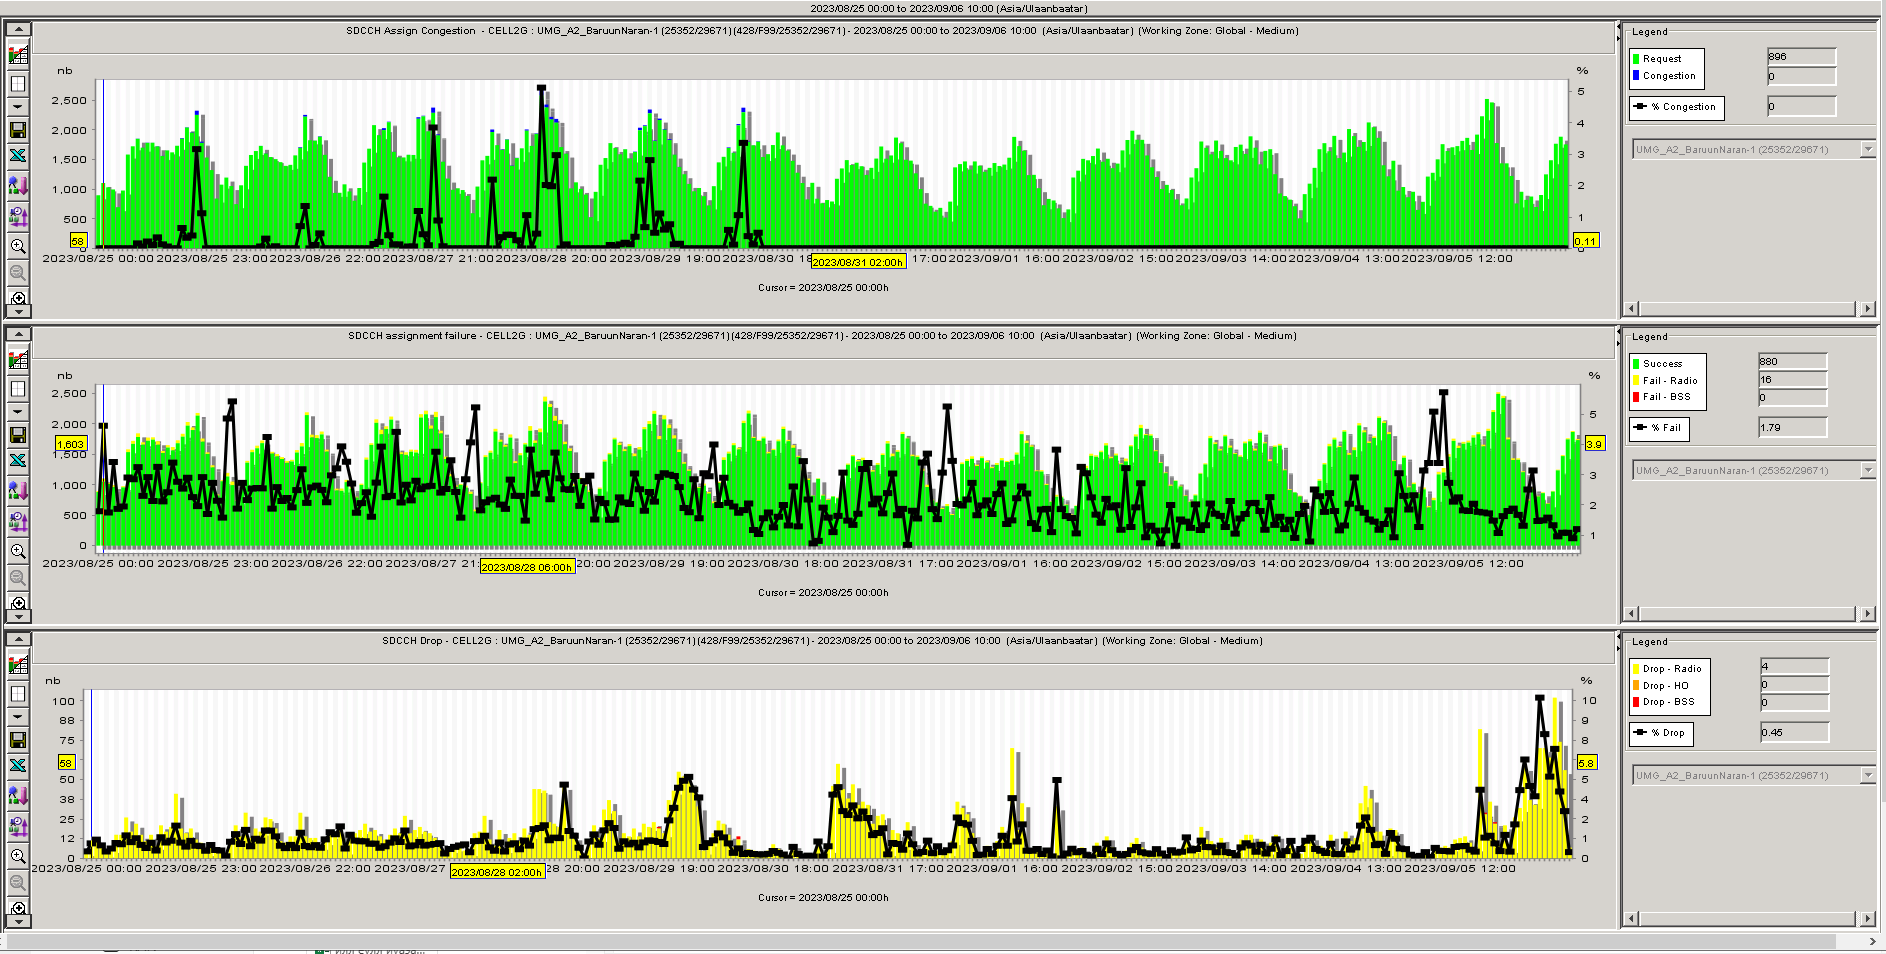 2023/08/25 00:00 to 2023/09/06 10:00 (Asia/Ulaanbaatar)
SDCCH Assign Congestion - CELL2G : UMG_A2_BaruunNaran-1 (25352/29671)(428/F99/25352/29671) - 2023/08/25 00:00 to 2023/09/06 10:00 (Asia/Ulaanbaatar) (Working Zone: Global - Medium)
nb
%
2,500
2,000
1,500
1,000
500
58
5
4
3
2
1
0.11
0
2023/08/25 00:00 2023/08/25 23:00 2023/08/26 22:00 2023/08/27 21:00 2023/08/28 20:00 2023/08/29 19:00 2023/08/30 18 2023/08/31 02:00h 17:00 2023/09/01 16:00 2023/09/02 15:00 2023/09/03 14:00 2023/09/04 13:00 2023/09/05 12:00
Cursor = 2023/08/25 00:00h
Legend
Request 896
Congestion 0
% Congestion 0
UMG_A2_BaruunNaran-1 (25352/29671)
SDCCH assignment failure - CELL2G : UMG_A2_BaruunNaran-1 (25352/29671)(428/F99/25352/29671) - 2023/08/25 00:00 to 2023/09/06 10:00 (Asia/Ulaanbaatar) (Working Zone: Global - Medium)
nb
%
2,500
2,000
1,603
1,500
1,000
500
0
5
3.9
3
2
1
2023/08/25 00:00 2023/08/25 23:00 2023/08/26 22:00 2023/08/27 21: 2023/08/28 06:00h 20:00 2023/08/29 19:00 2023/08/30 18:00 2023/08/31 17:00 2023/09/01 16:00 2023/09/02 15:00 2023/09/03 14:00 2023/09/04 13:00 2023/09/05 12:00
Cursor = 2023/08/25 00:00h
Legend
Success 880
Fail - Radio 16
Fail - BSS 0
% Fail 1.79
UMG_A2_BaruunNaran-1 (25352/29671)
SDCCH Drop - CELL2G : UMG_A2_BaruunNaran-1 (25352/29671)(428/F99/25352/29671) - 2023/08/25 00:00 to 2023/09/06 10:00 (Asia/Ulaanbaatar) (Working Zone: Global - Medium)
nb
%
100
88
75
58
50
38
25
12
0
10
9
8
5.8
5
4
2
1
0
2023/08/25 00:00 2023/08/25 23:00 2023/08/26 22:00 2023/08/27 2023/08/28 02:00h 28 20:00 2023/08/29 19:00 2023/08/30 18:00 2023/08/31 17:00 2023/09/01 16:00 2023/09/02 15:00 2023/09/03 14:00 2023/09/04 13:00 2023/09/05 12:00
Cursor = 2023/08/25 00:00h
Legend
Drop - Radio 4
Drop - HO 0
Drop - BSS 0
% Drop 0.45
UMG_A2_BaruunNaran-1 (25352/29671)